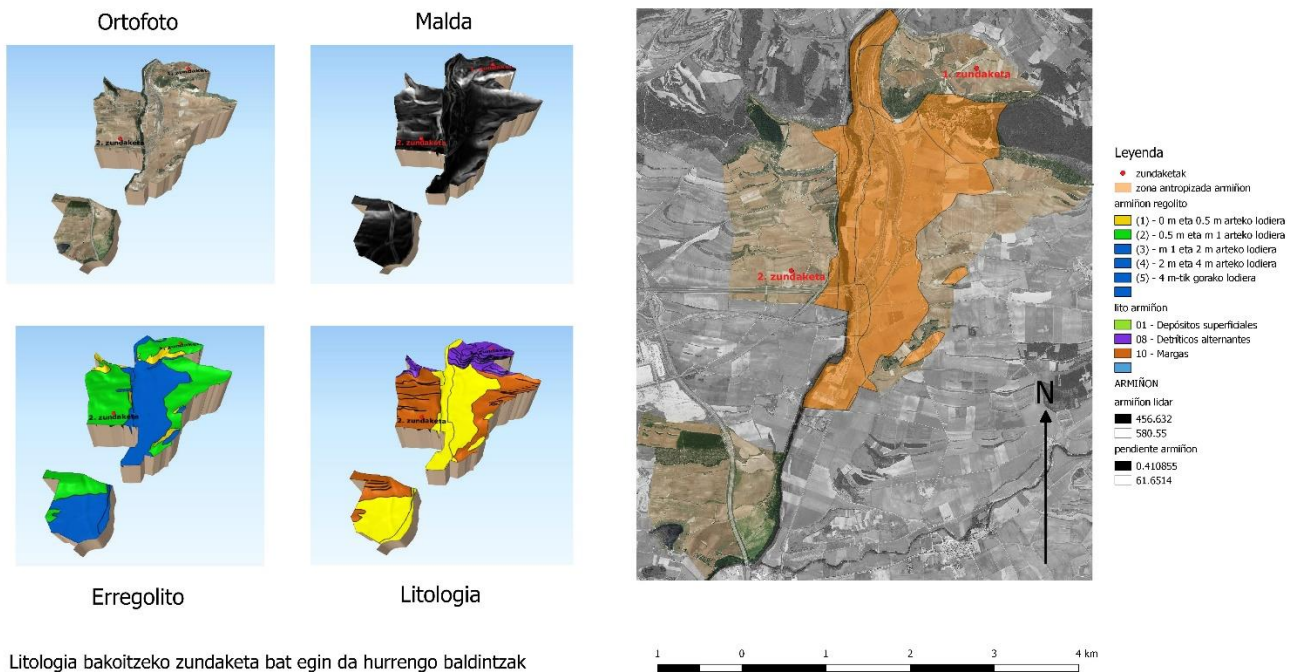 Ortofoto
Malda
1. zundaketa
2. zundaketa
2. zundaketa
Erregolito
Litologia
2. zundaketa
2. zundaketa
Litologia bakoitzeko zundaketa bat egin da hurrengo baldintzak
1. zundaketa
2. zundaketa
N
1 0 1 2 3 4 km
Leyenda
zundaketak
zona antropizada armiñon
armiñon regolito
(1) - 0 m eta 0.5 m arteko lodiera
(2) - 0.5 m eta m 1 arteko lodiera
(3) - m 1 eta 2 m arteko lodiera
(4) - 2 m eta 4 m arteko lodiera
(5) - 4 m-tik gorako lodiera
lito armiñon
01 - Depósitos superficiales
08 - Detríticos alternantes
10 - Margas
ARMIÑON
armiñon lidar
456.632
580.55
pendiente armiñon
0.410855
61.6514